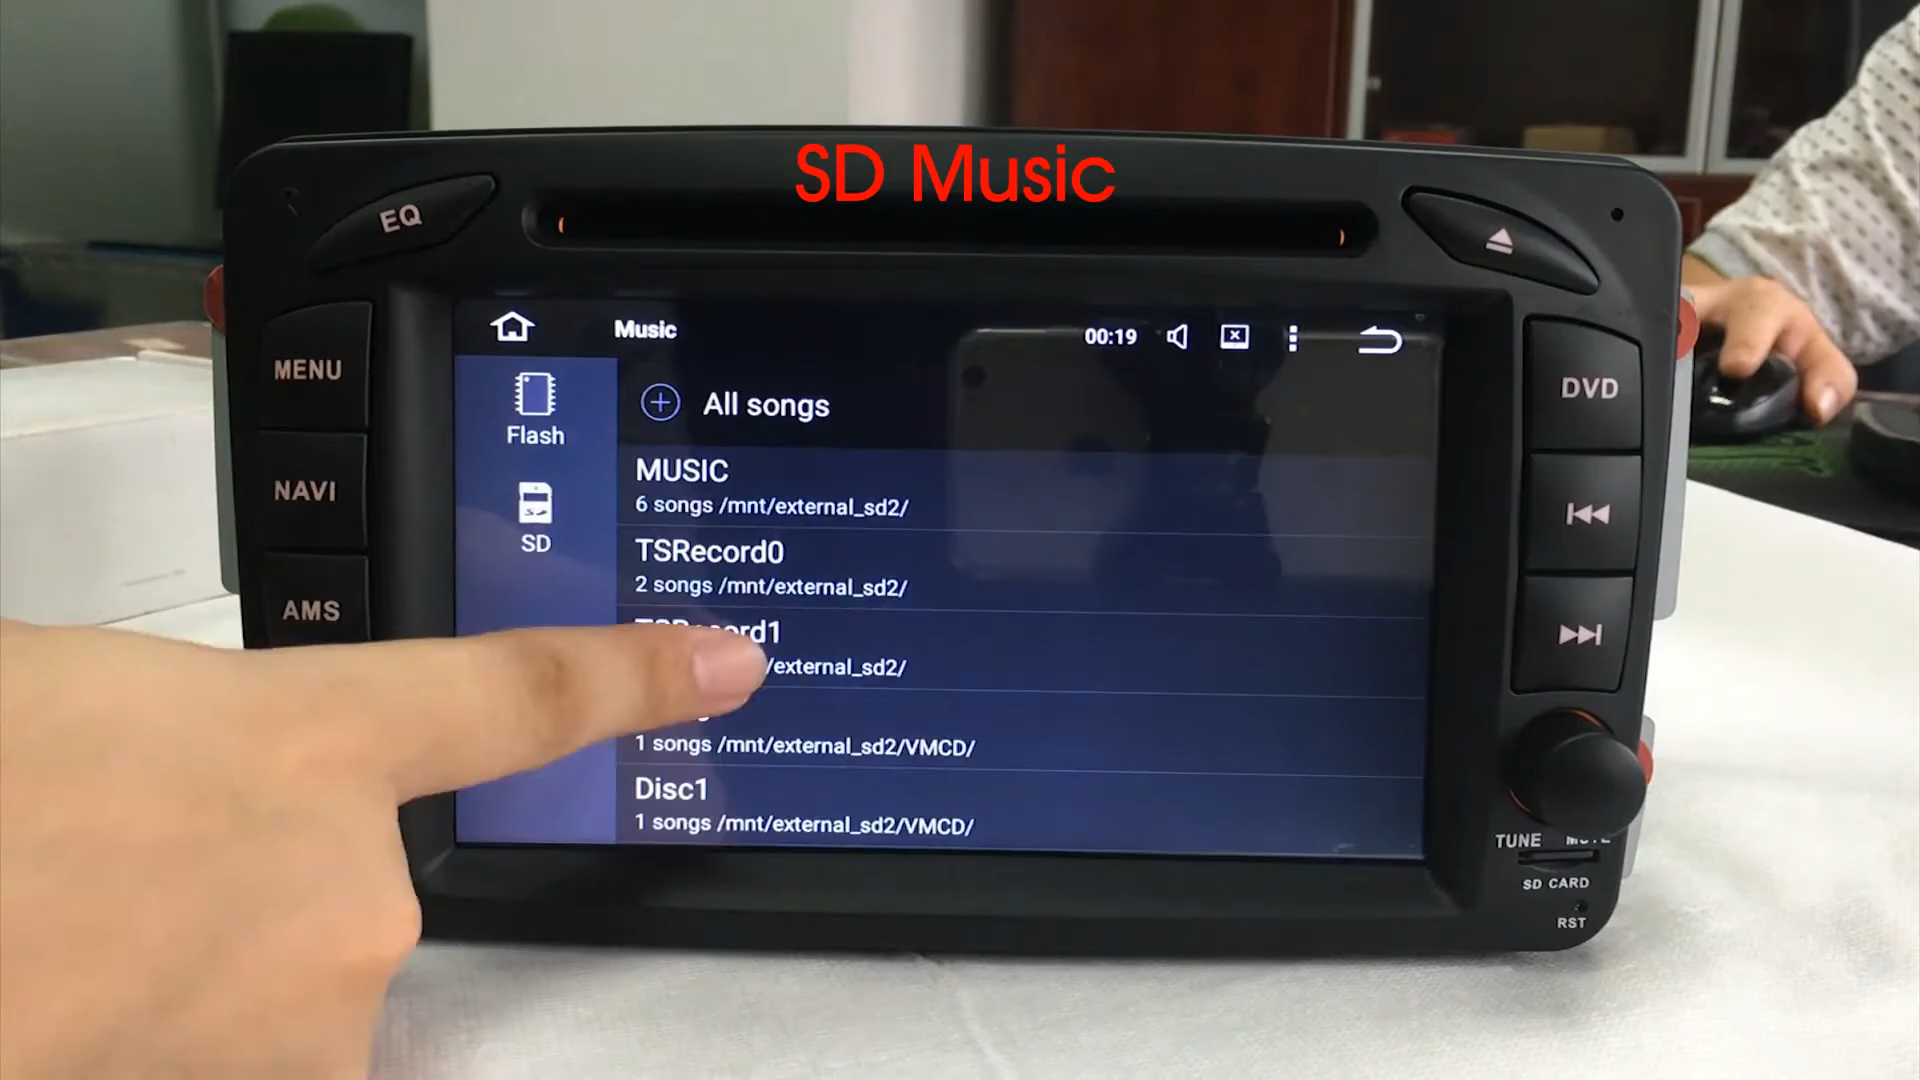 SD Music
EQ
MENU
NAVI
AMS
Music
00:19
Flash
SD
All songs
MUSIC
6 songs /mnt/external_sd2/
TSRecord0
2 songs /mnt/external_sd2/
/external_sd2/
1 songs /mnt/external_sd2/VMCD/
Disc1
1 songs /mnt/external_sd2/VMCD/
DVD
TUNE
SD CARD
RST